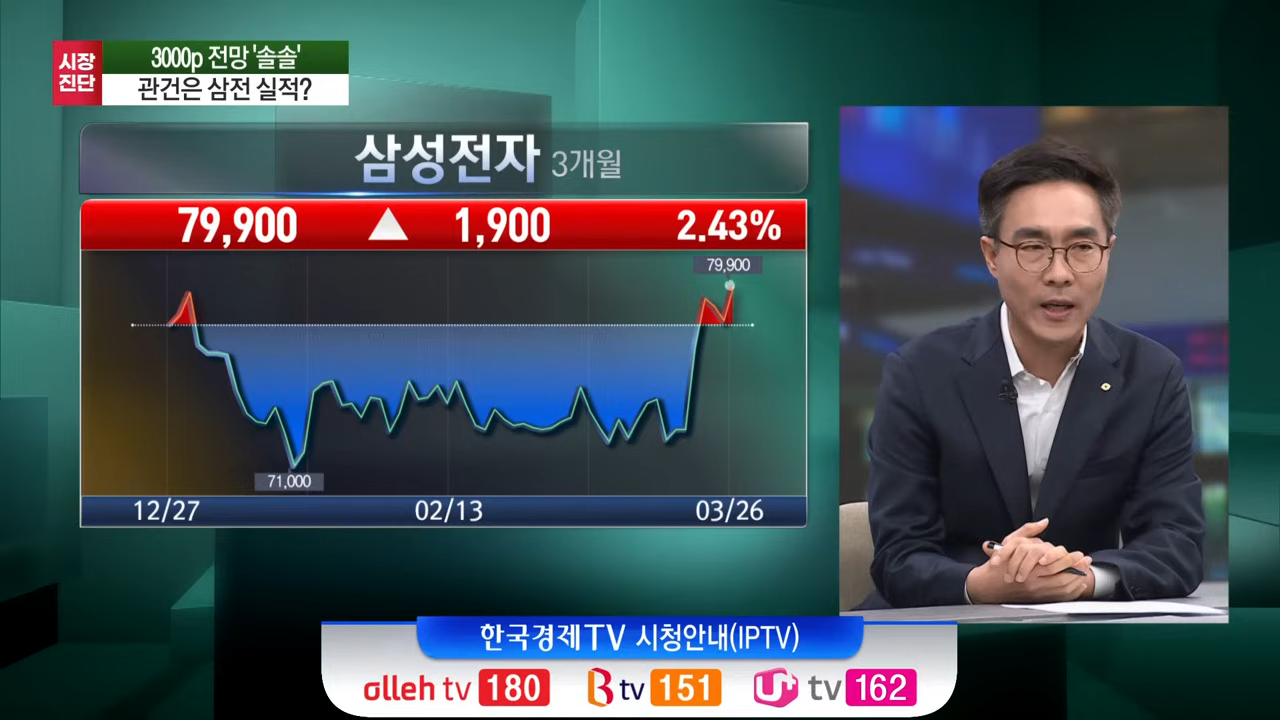 시장
진단
3000p 전망 '솔솔'
관건은 삼전 실적?
삼성전자 3개월
79,900 ▲ 1,900 2.43%
79,900
71,000
12/27 02/13 03/26
한국경제TV 시청안내(IPTV)
olleh tv 180 B tv 151 U+ tv 162